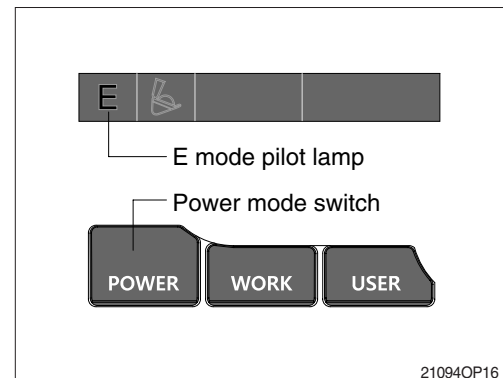 E
E mode pilot lamp
Power mode switch
POWER WORK USER
21094OP16